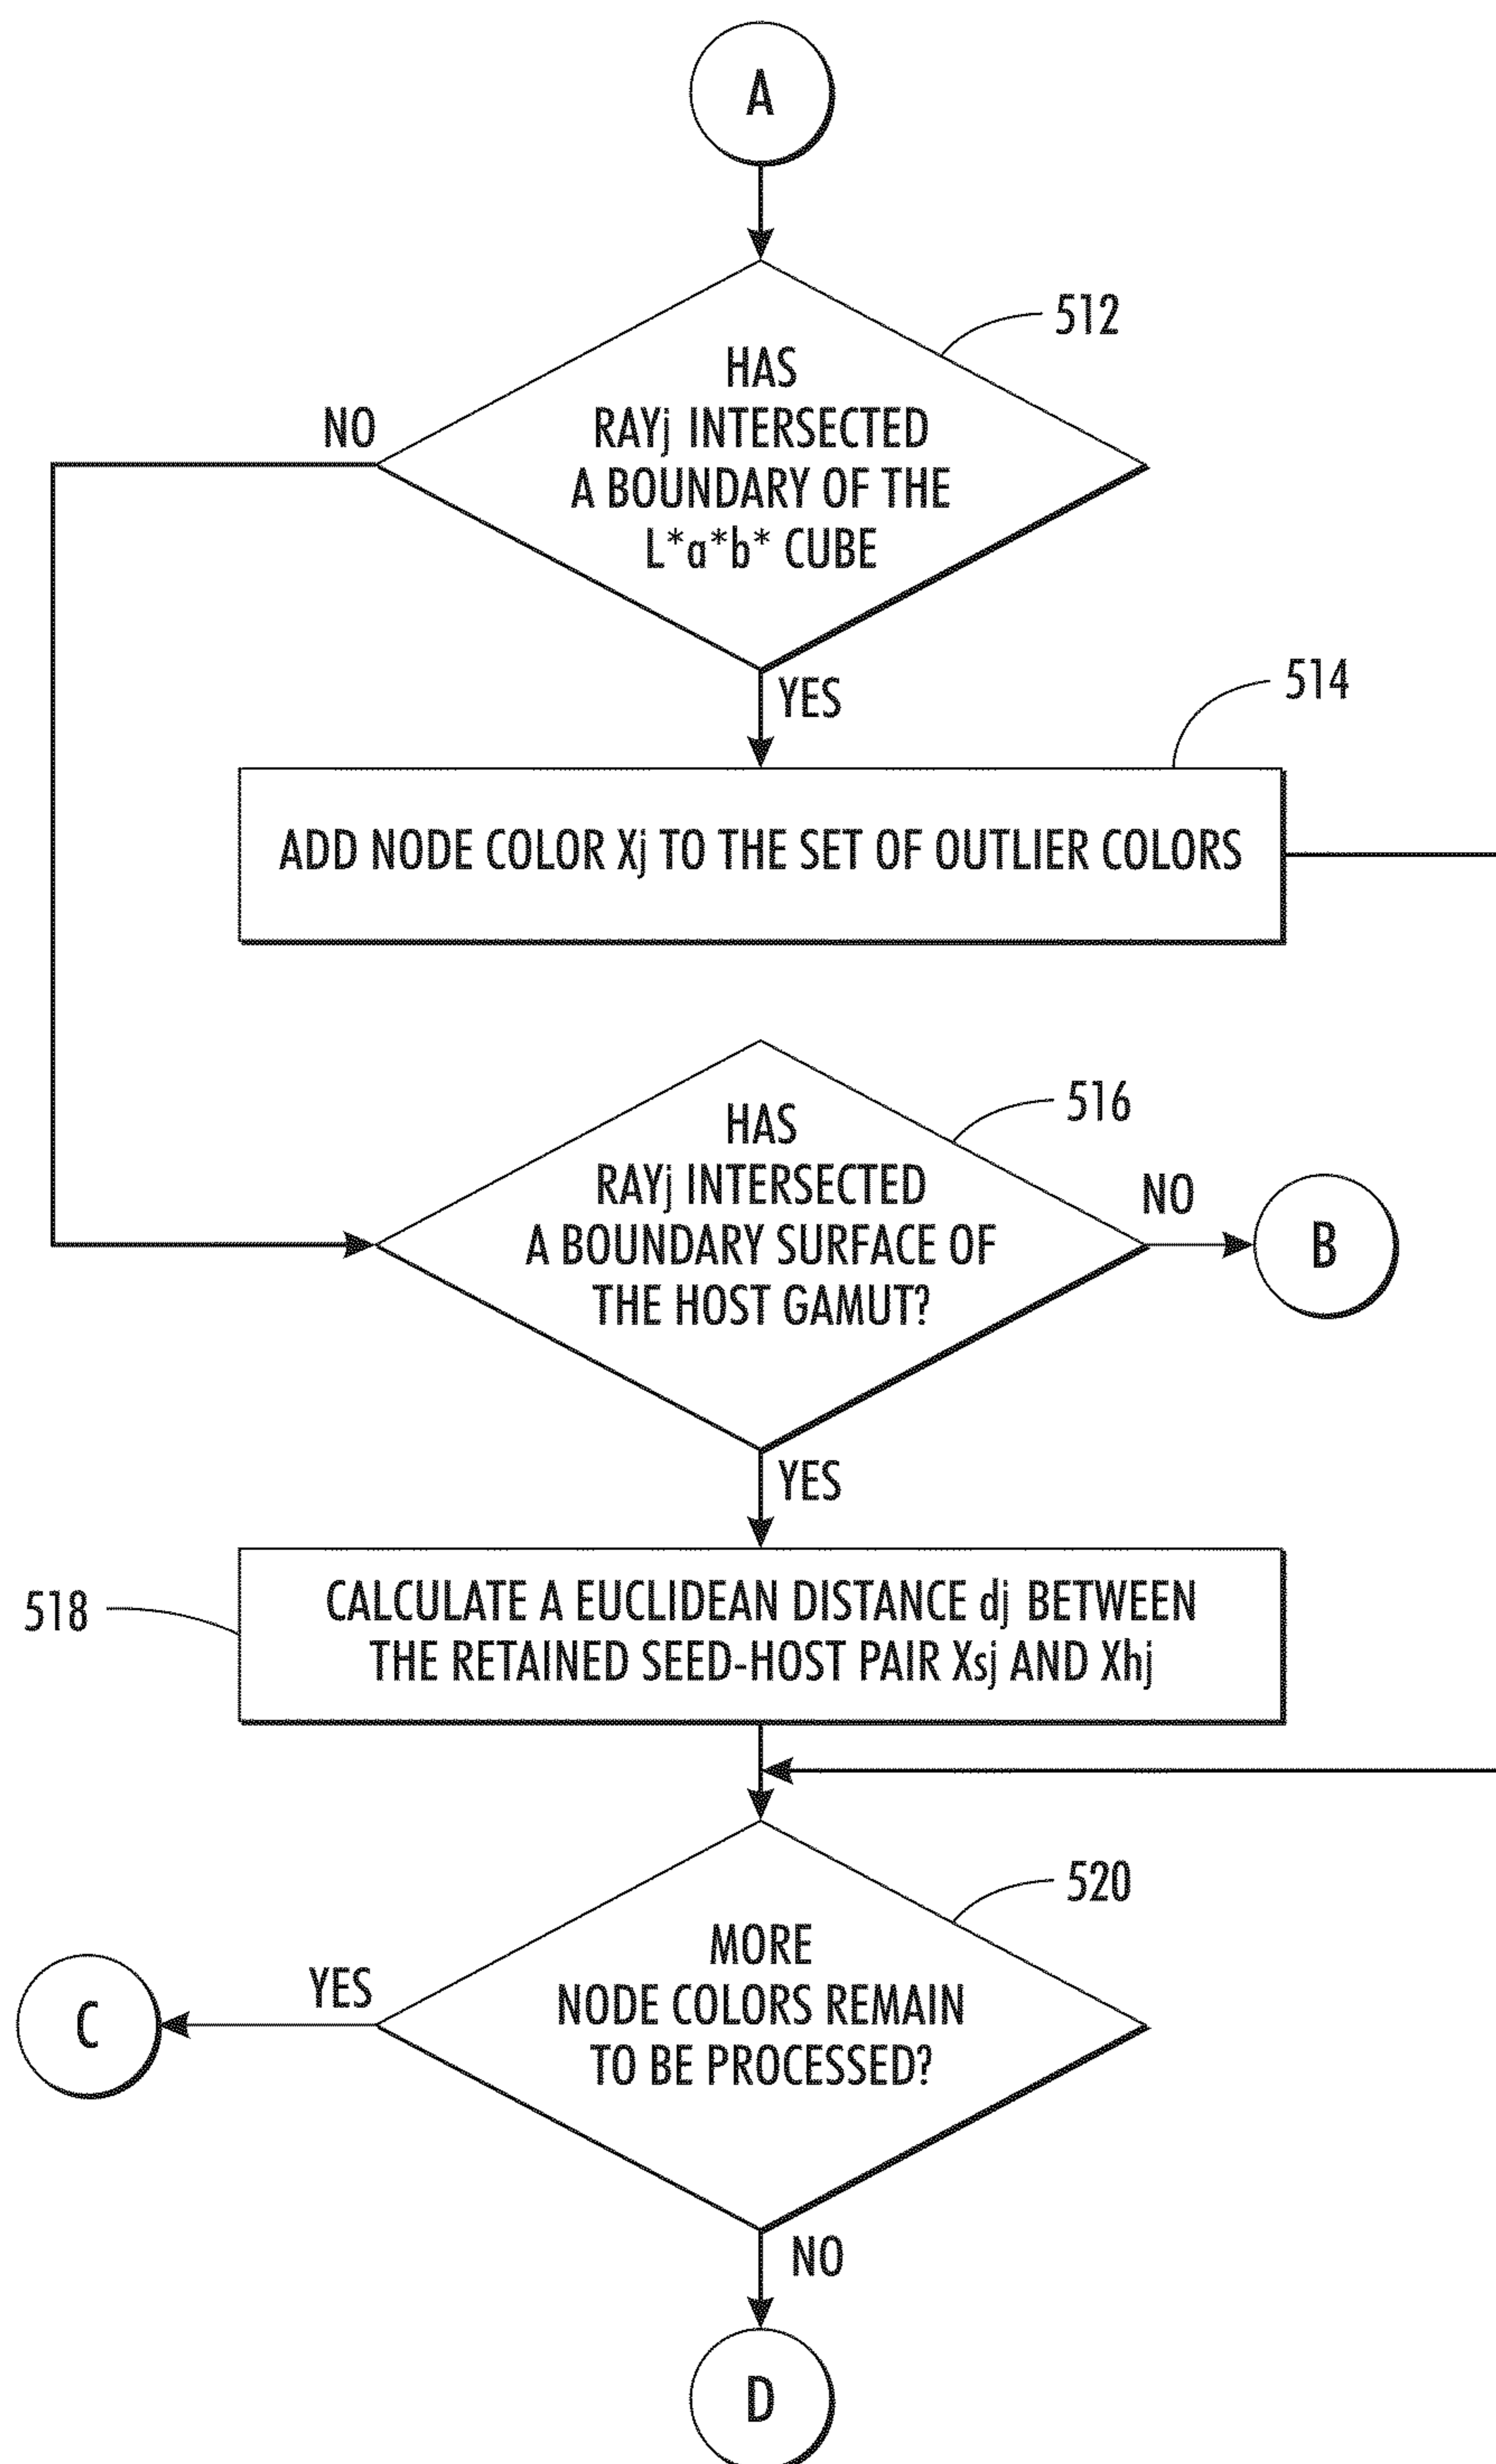 A
512
HAS
RAYj INTERSECTED
A BOUNDARY OF THE
L*a*b* CUBE
NO
YES
514
ADD NODE COLOR Xj TO THE SET OF OUTLIER COLORS
516
HAS
RAYj INTERSECTED
A BOUNDARY SURFACE OF
THE HOST GAMUT?
NO
B
YES
518
CALCULATE A EUCLIDEAN DISTANCE dj BETWEEN
THE RETAINED SEED-HOST PAIR Xsj AND Xhj
520
MORE
NODE COLORS REMAIN
TO BE PROCESSED?
YES
C
NO
D